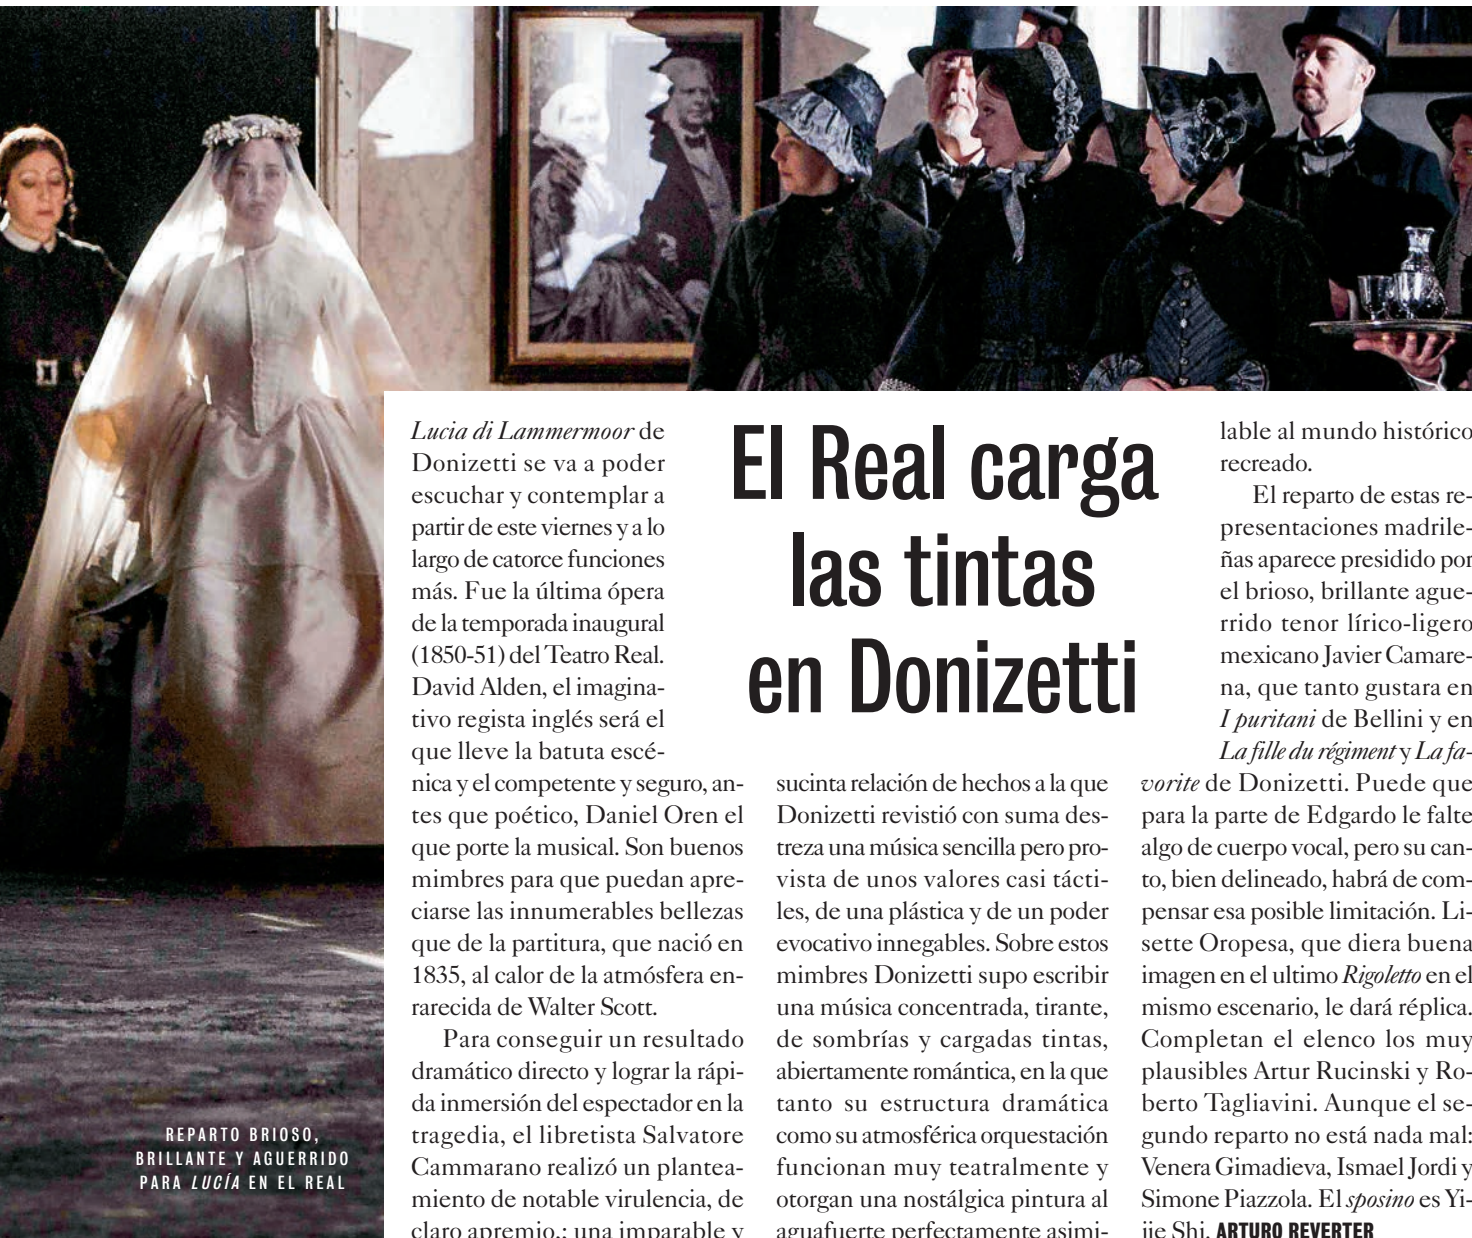 El Real carga
las tintas
en Donizetti
Lucia di Lammermoor de
Donizetti se va a poder
escuchar y contemplar a
partir de este viernes y a lo
largo de catorce funciones
más. Fue la última ópera
de la temporada inaugural
(1850-51) del Teatro Real.
David Alden, el imagina-
tivo regista inglés será el
que lleve la batuta escé-
nica y el competente y seguro, an-
tes que poético, Daniel Oren el
que porte la musical. Son buenos
mimbres para que puedan apre-
ciarse las innumerables bellezas
que de la partitura, que nació en
1835, al calor de la atmósfera en-
rarecida de Walter Scott.
Para conseguir un resultado
dramático directo y lograr la rápi-
da inmersión del espectador en la
tragedia, el libretista Salvatore
Cammarano realizó un plantea-
miento de notable virulencia, de
claro apremio.: una imparable y
sucinta relación de hechos a la que
Donizetti revistió con suma des-
treza una música sencilla pero pro-
vista de unos valores casi tácti-
les, de una plástica y de un poder
evocativo innegables. Sobre estos
mimbres Donizetti supo escribir
una música concentrada, tirante,
de sombrías y cargadas tintas,
abiertamente romántica, en la que
tanto su estructura dramática
como su atmosférica orquestación
funcionan muy teatralmente y
otorgan una nostálgica pintura al
aguafuerte perfectamente asimi-
lable al mundo histórico
recreado.
El reparto de estas re-
presentaciones madrile-
ñas aparece presidido por
el brioso, brillante ague-
rrido tenor lírico-ligero
mexicano Javier Camare-
na, que tanto gustara en
I puritani de Bellini y en
La fille du régiment y La fa-
vorite de Donizetti. Puede que
para la parte de Edgardo le falte
algo de cuerpo vocal, pero su can-
to, bien delineado, habrá de com-
pensar esa posible limitación. Li-
sette Oropesa, que diera buena
imagen en el ultimo Rigoletto en el
mismo escenario, le dará réplica.
Completan el elenco los muy
plausibles Artur Rucinski y Ro-
berto Tagliavini. Aunque el se-
gundo reparto no está nada mal:
Venera Gimadieva, Ismael Jordi y
Simone Piazzola. El sposino es Yi-
jie Shi. ARTURO REVERTER
REPARTO BRIOSO,
BRILLANTE Y AGUERRIDO
PARA LUCÍA EN EL REAL